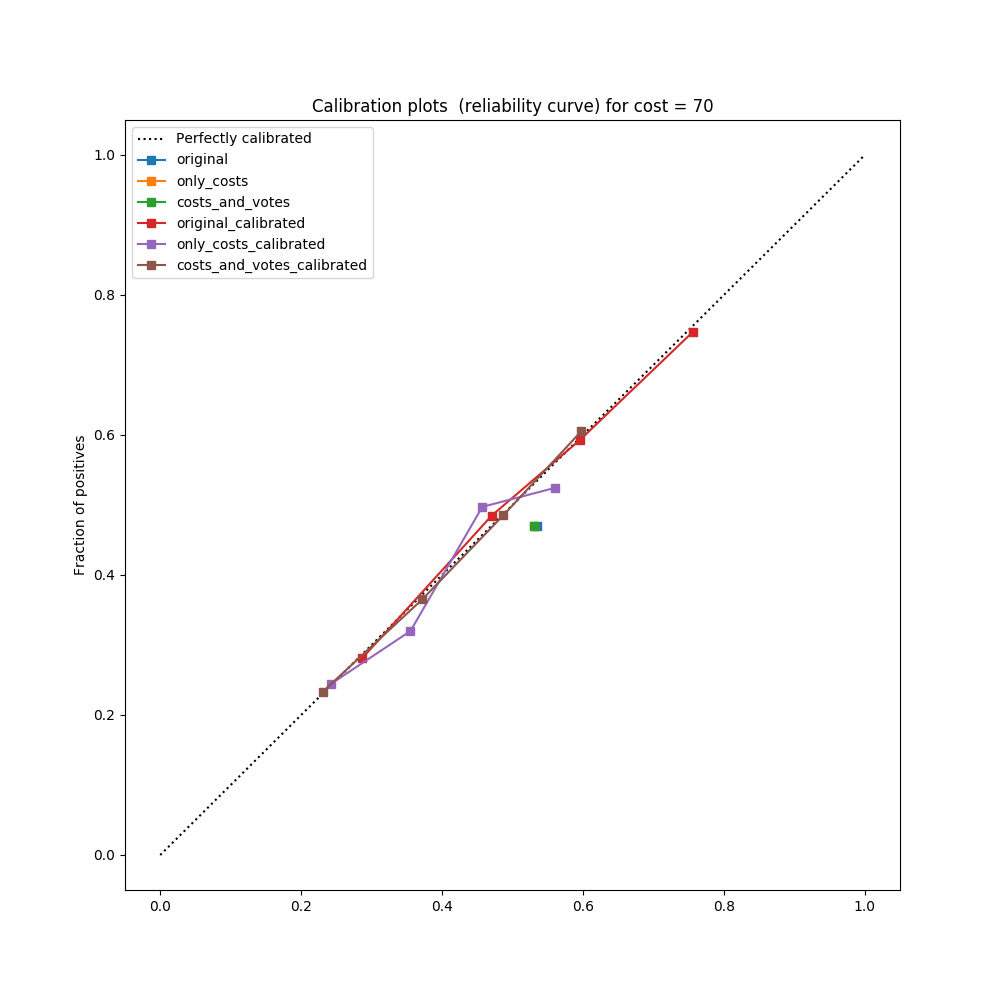 Calibration plots  (reliability curve) for cost = 70
Perfectly calibrated
original
only_costs
costs_and_votes
original_calibrated
only_costs_calibrated
costs_and_votes_calibrated
Fraction of positives
1.0
0.8
0.6
0.4
0.2
0.0
0.0 0.2 0.4 0.6 0.8 1.0